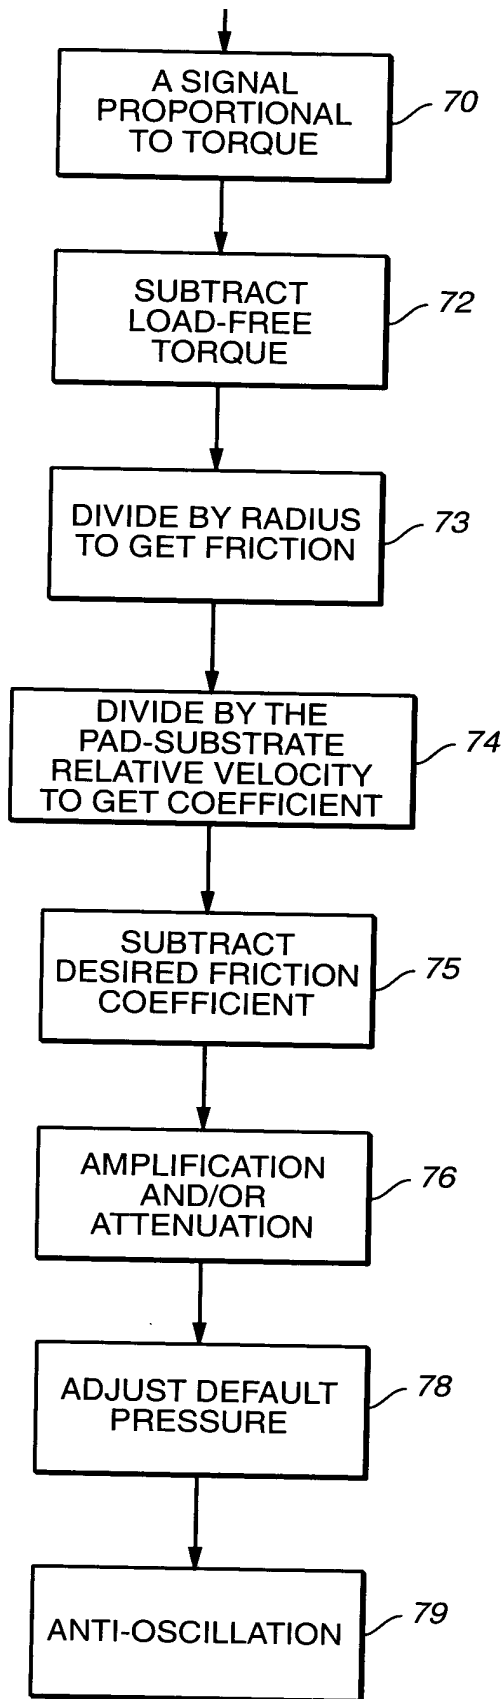 A SIGNAL
PROPORTIONAL
TO TORQUE
70
SUBTRACT
LOAD-FREE
TORQUE
72
DIVIDE BY RADIUS
TO GET FRICTION
73
DIVIDE BY THE
PAD-SUBSTRATE
RELATIVE VELOCITY
TO GET COEFFICIENT
74
SUBTRACT
DESIRED FRICTION
COEFFICIENT
75
AMPLIFICATION
AND/OR
ATTENUATION
76
ADJUST DEFAULT
PRESSURE
78
ANTI-OSCILLATION
79